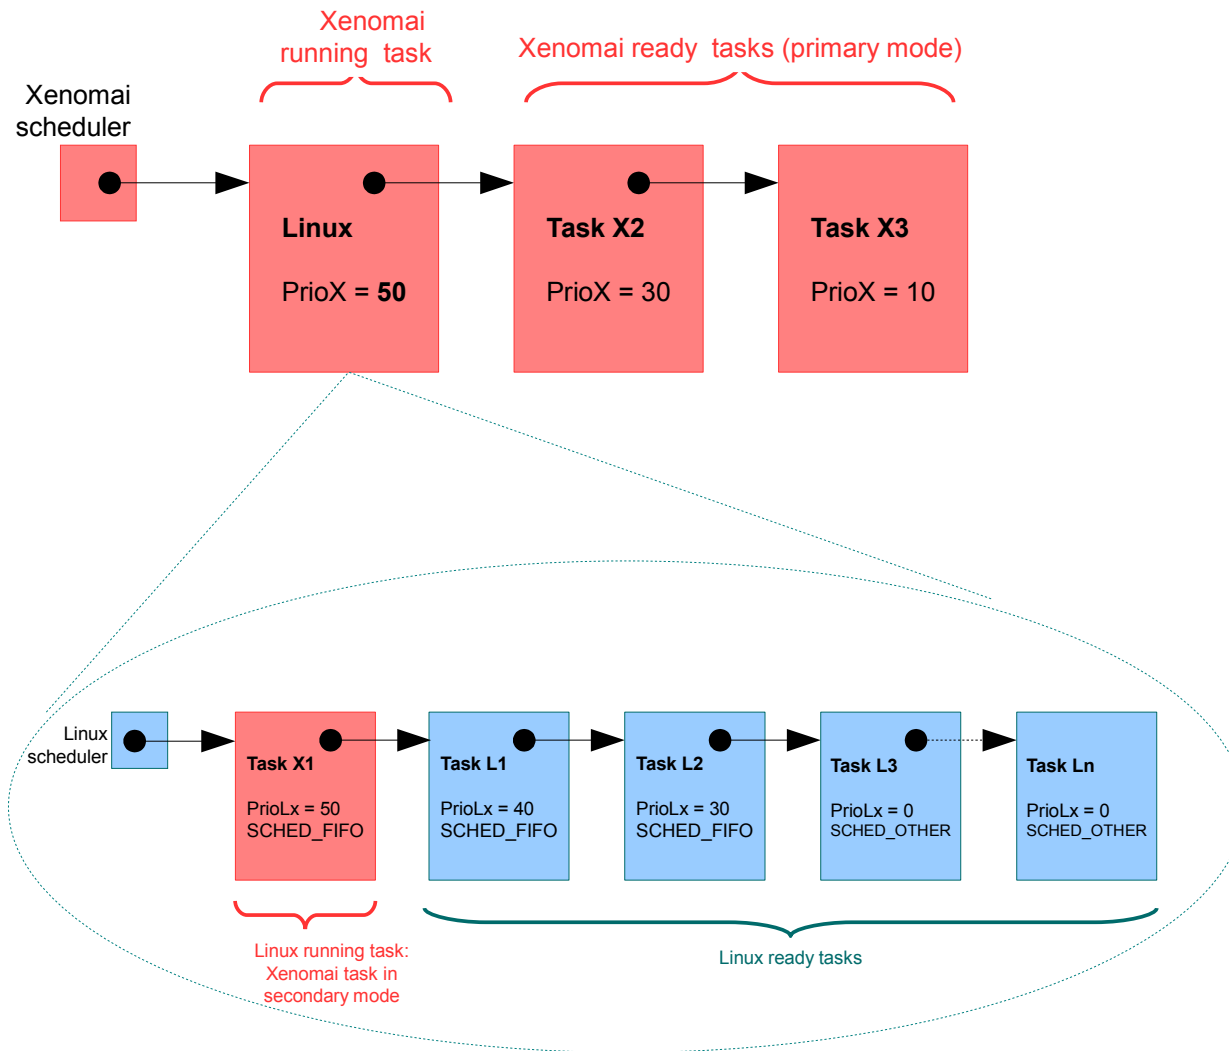 Xenomai
running task
Xenomai ready tasks (primary mode)
Xenomai
scheduler
Linux
PrioX = 50
Task X2
PrioX = 30
Task X3
PrioX = 10
Linux
scheduler
Task X1
PrioLx = 50
SCHED_FIFO
Task L1
PrioLx = 40
SCHED_FIFO
Task L2
PrioLx = 30
SCHED_FIFO
Task L3
PrioLx = 0
SCHED_OTHER
Task Ln
PrioLx = 0
SCHED_OTHER
Linux running task:
Xenomai task in
secondary mode
Linux ready tasks